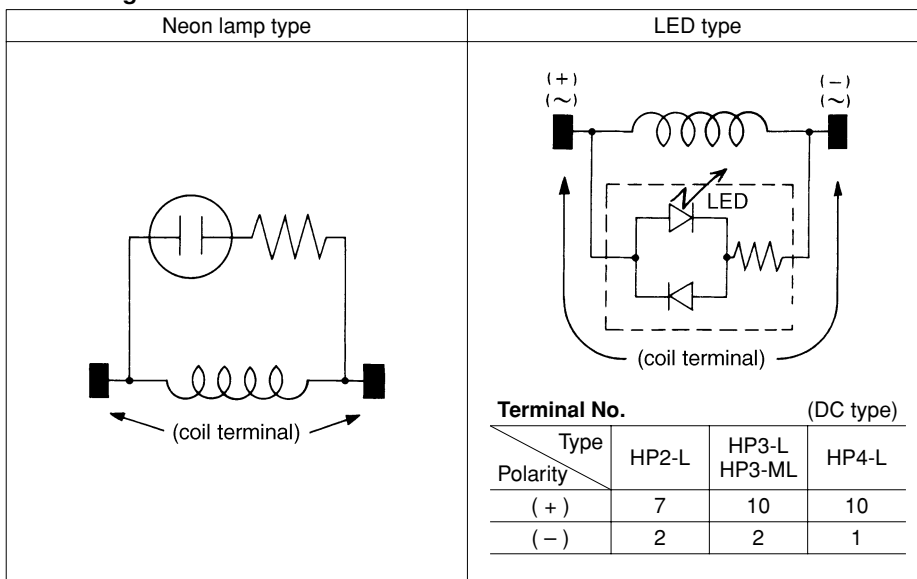 Neon lamp type
LED type
(coil terminal)
( + )
(∼)
( − )
(∼)
LED
(coil terminal)
Terminal No. (DC type)
Type
Polarity
HP2-L
HP3-L
HP3-ML
HP4-L
( + ) 7 10 10
( − ) 2 2 1